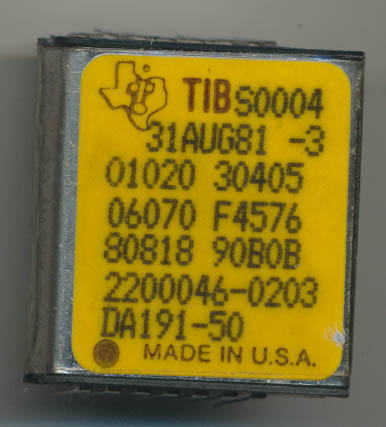 TIBS0004
31AUG81 -3
01020 30405
06070 F4576
80818 90B0B
2200046-0203
DA191-50
MADE IN U.S.A.